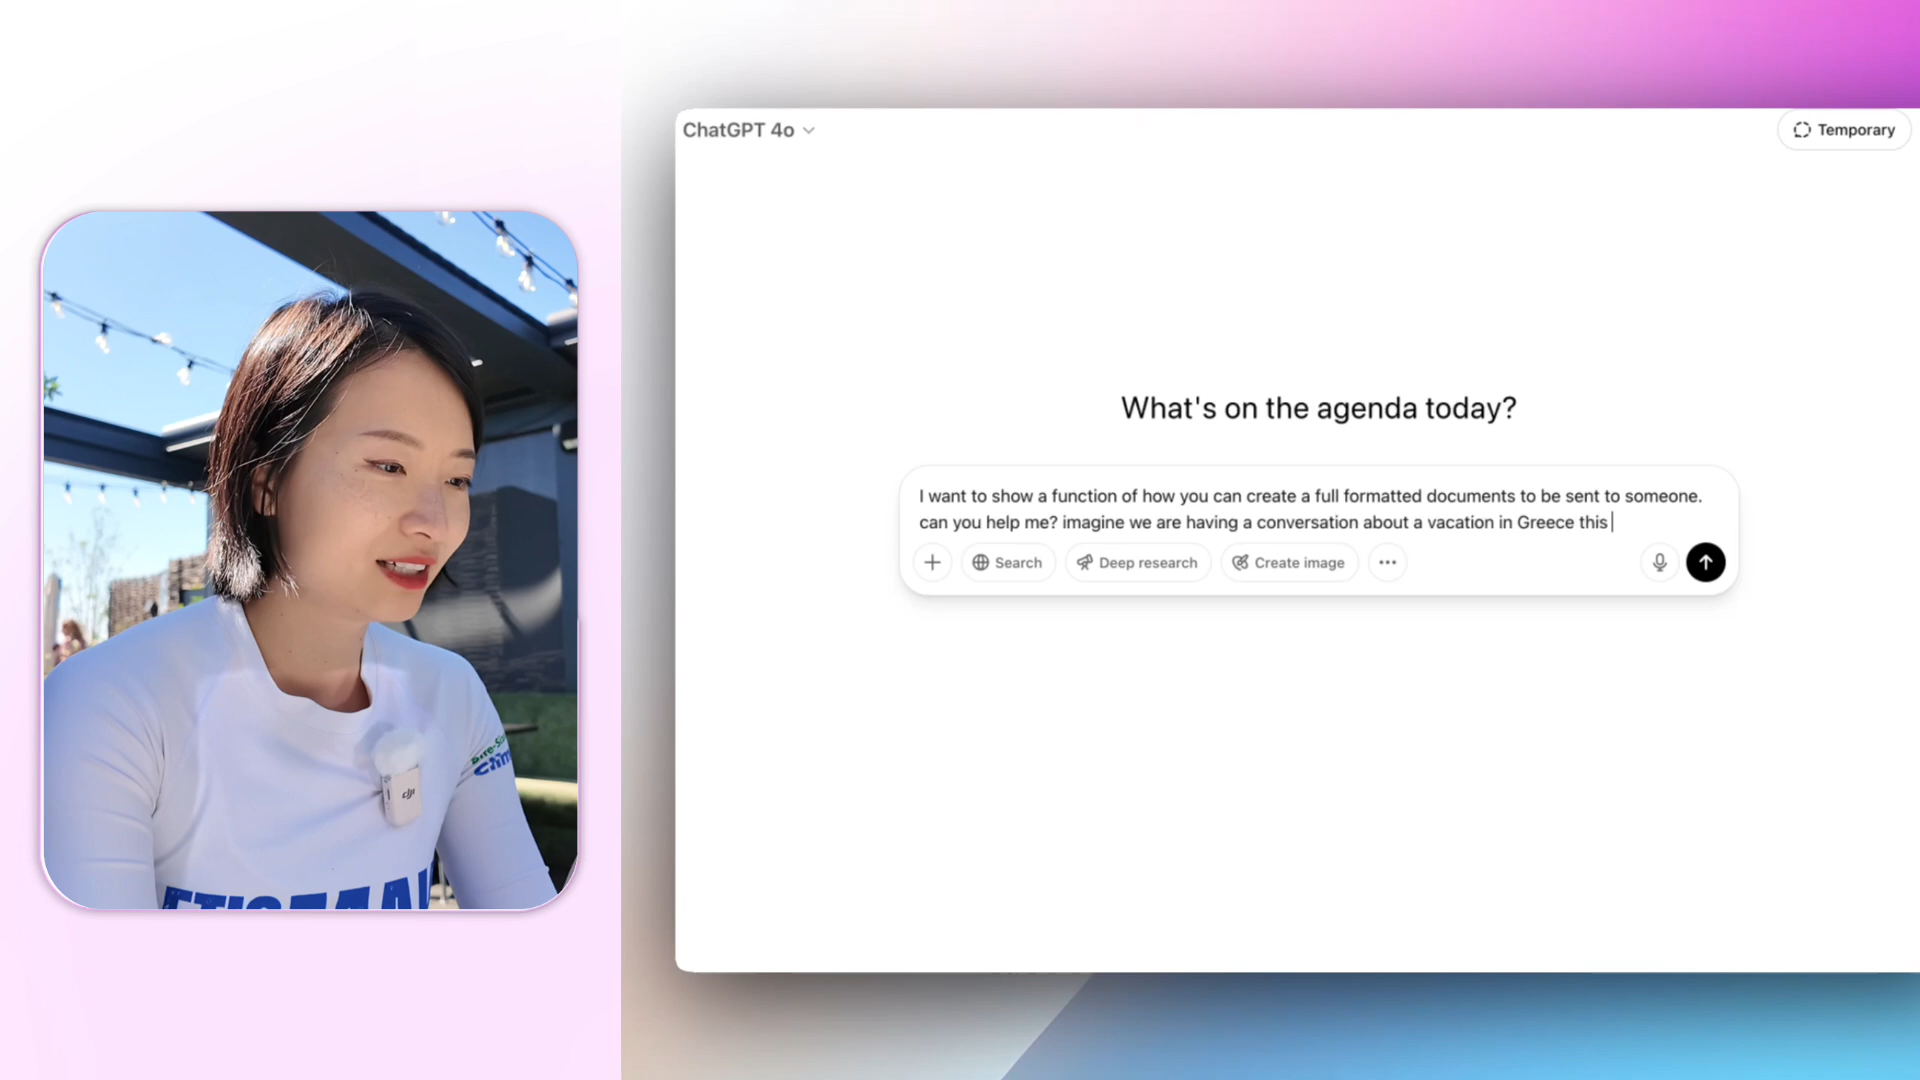 ChatGPT 4o
Temporary
What's on the agenda today?
I want to show a function of how you can create a full formatted documents to be sent to someone.
can you help me? imagine we are having a conversation about a vacation in Greece this
Search
Deep research
Create image
dji